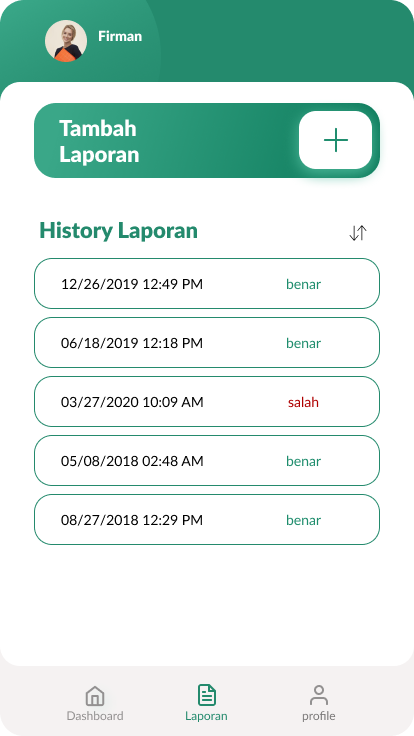 Firman
Tambah
Laporan
History Laporan
12/26/2019 12:49 PM benar
06/18/2019 12:18 PM benar
03/27/2020 10:09 AM salah
05/08/2018 02:48 AM benar
08/27/2018 12:29 PM benar
Dashboard Laporan profile